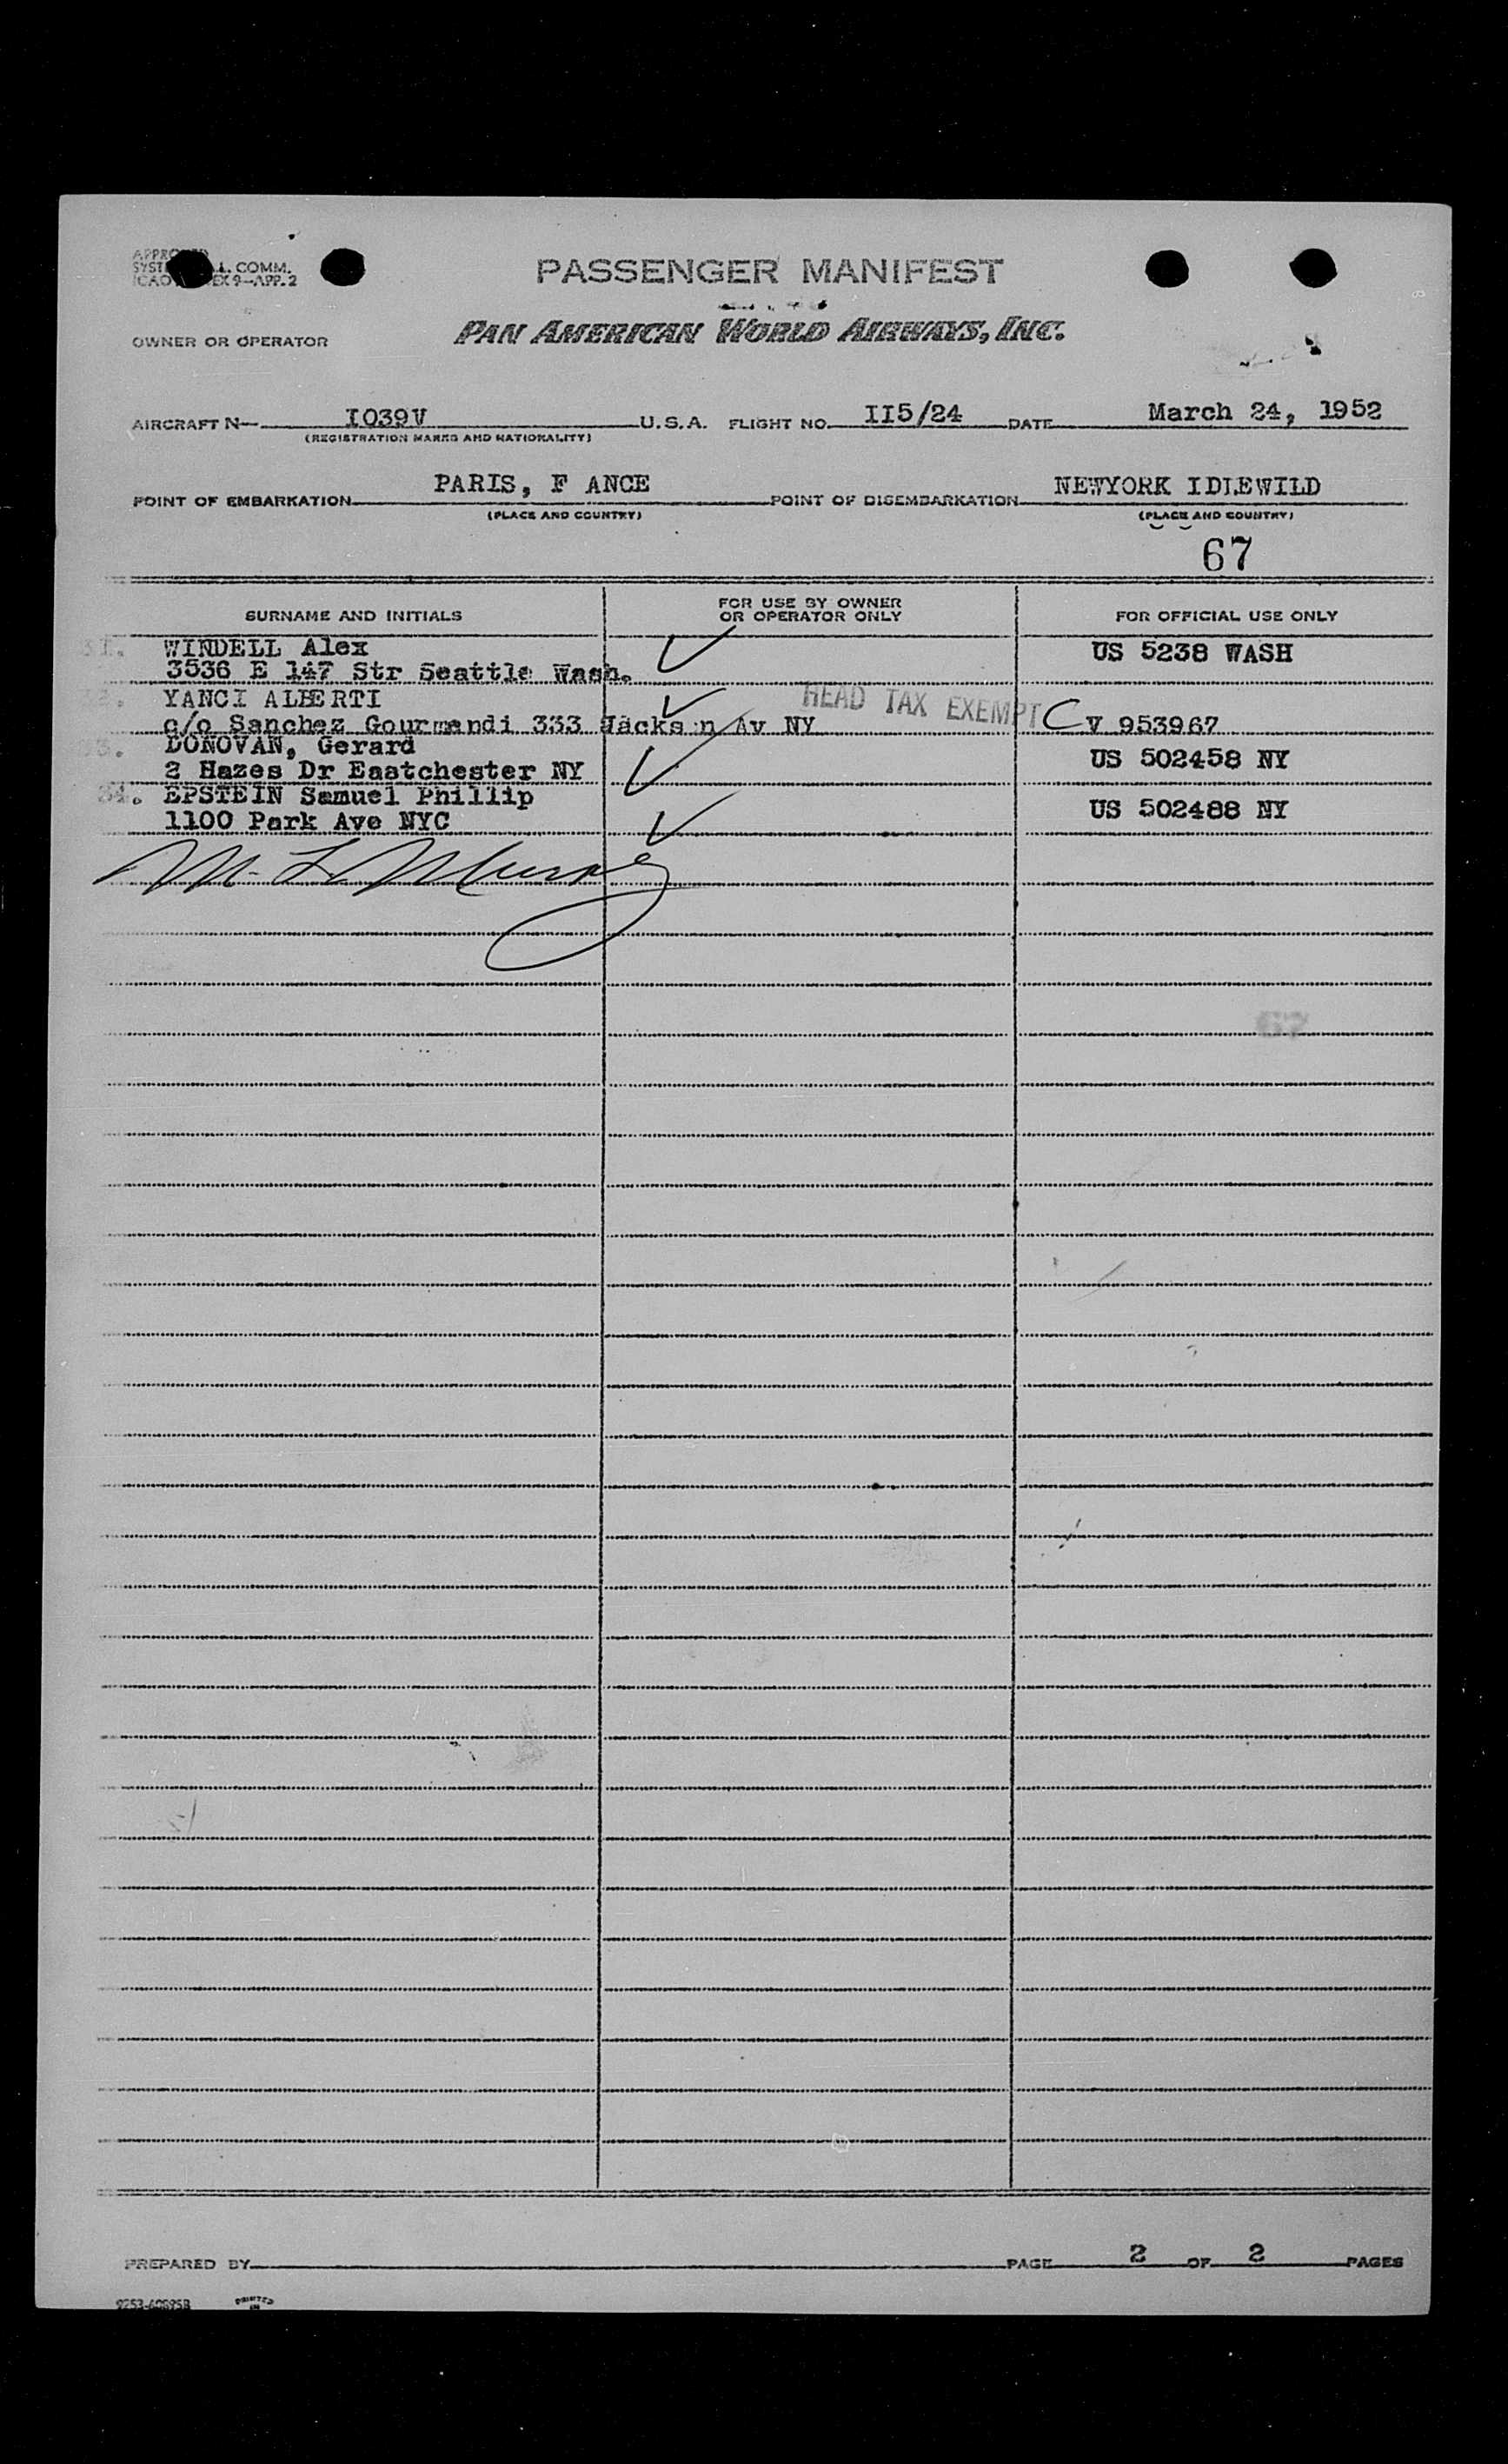 PASSENGER MANIFEST
OWNER OR OPERATOR PAN AMERICAN WORLD AIRWAYS, INC.
AIRCRAFT N— I039V U.S.A. FLIGHT NO. II5/24 DATE March 24, 1952
(REGISTRATION MARKS AND NATIONALITY)
POINT OF EMBARKATION PARIS, F ANCE POINT OF DISEMBARKATION NEWYORK IDLEWILD
(PLACE AND COUNTRY) (PLACE AND COUNTRY)
67
SURNAME AND INITIALS FOR USE BY OWNER OR OPERATOR ONLY FOR OFFICIAL USE ONLY
31. WINDELL Alex US 5238 WASH
3536 E 147 Str Seattle Wash.
YANCI ALBERTI HEAD TAX EXEMPT
c/o Sanchez Gourmendi 333 Jacks n Av NY C V 953967
DONOVAN, Gerard US 502458 NY
2 Hazes Dr Eastchester NY
34. EPSTEIN Samuel Phillip US 502488 NY
1100 Park Ave NYC
PREPARED BY PAGE 2 OF 2 PAGES